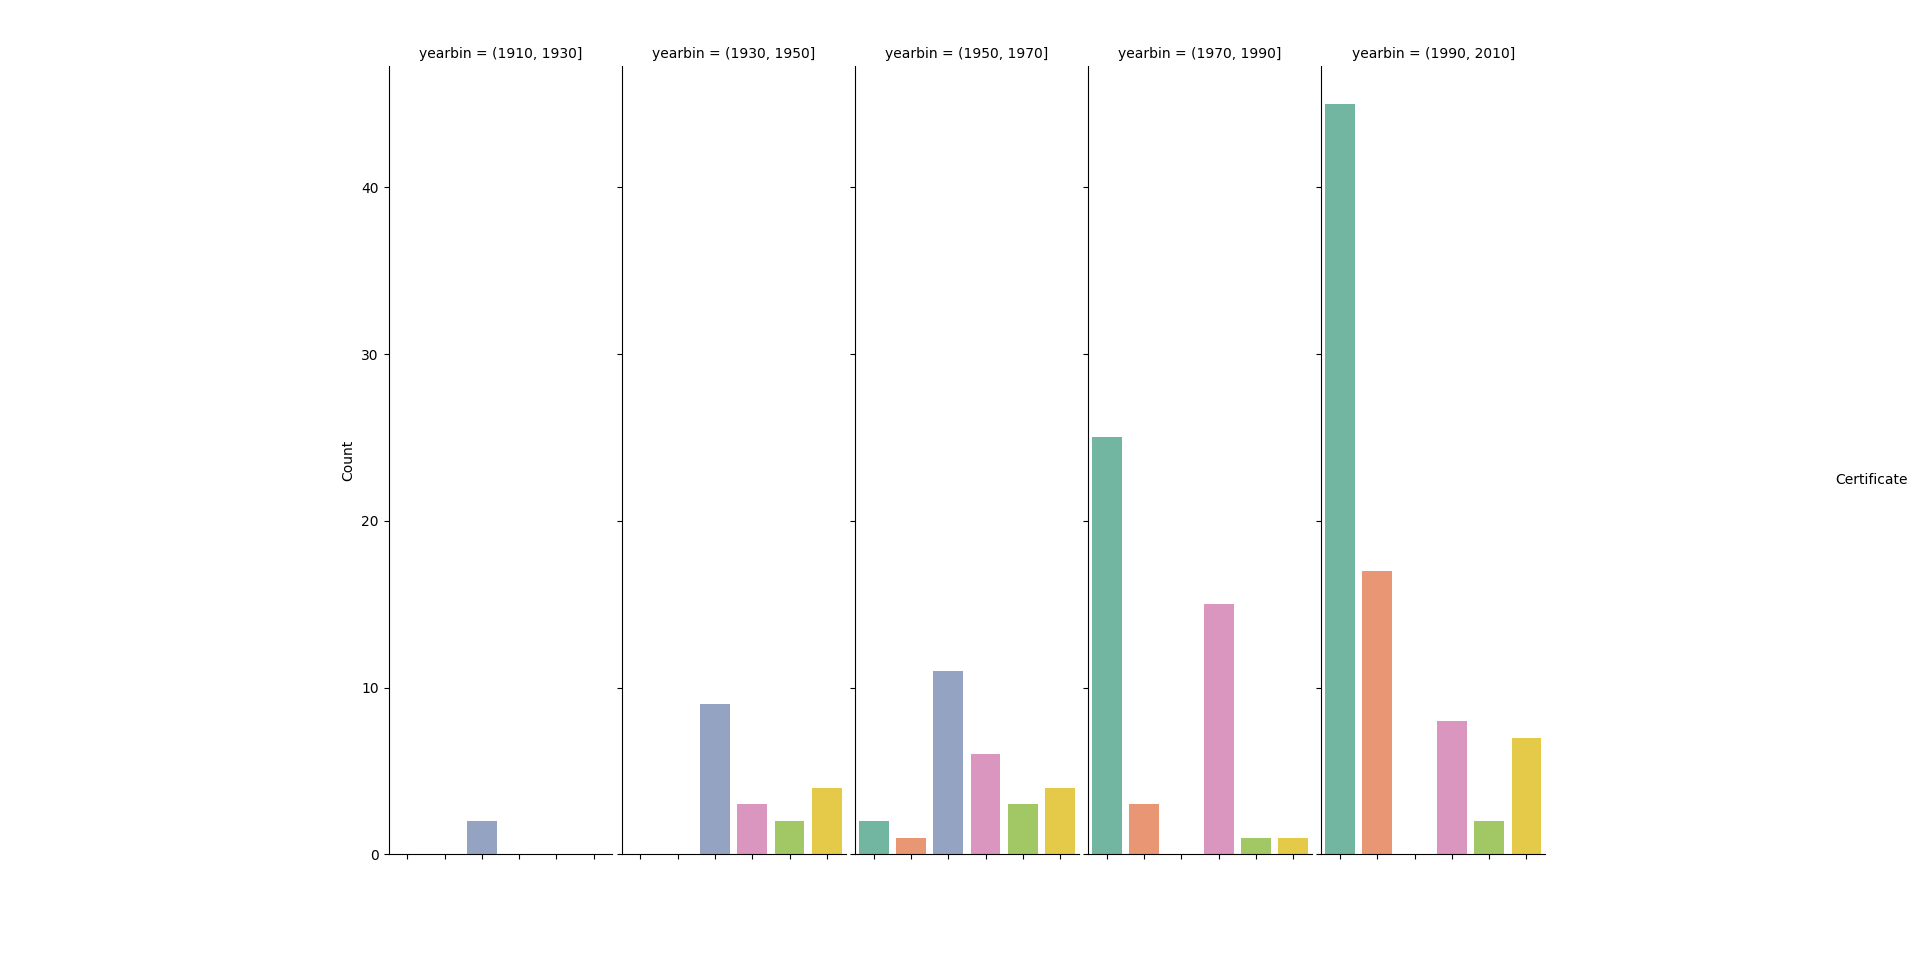 yearbin = (1910, 1930]
yearbin = (1930, 1950]
yearbin = (1950, 1970]
yearbin = (1970, 1990]
yearbin = (1990, 2010]
40
30
20
10
0
Count
Certificate